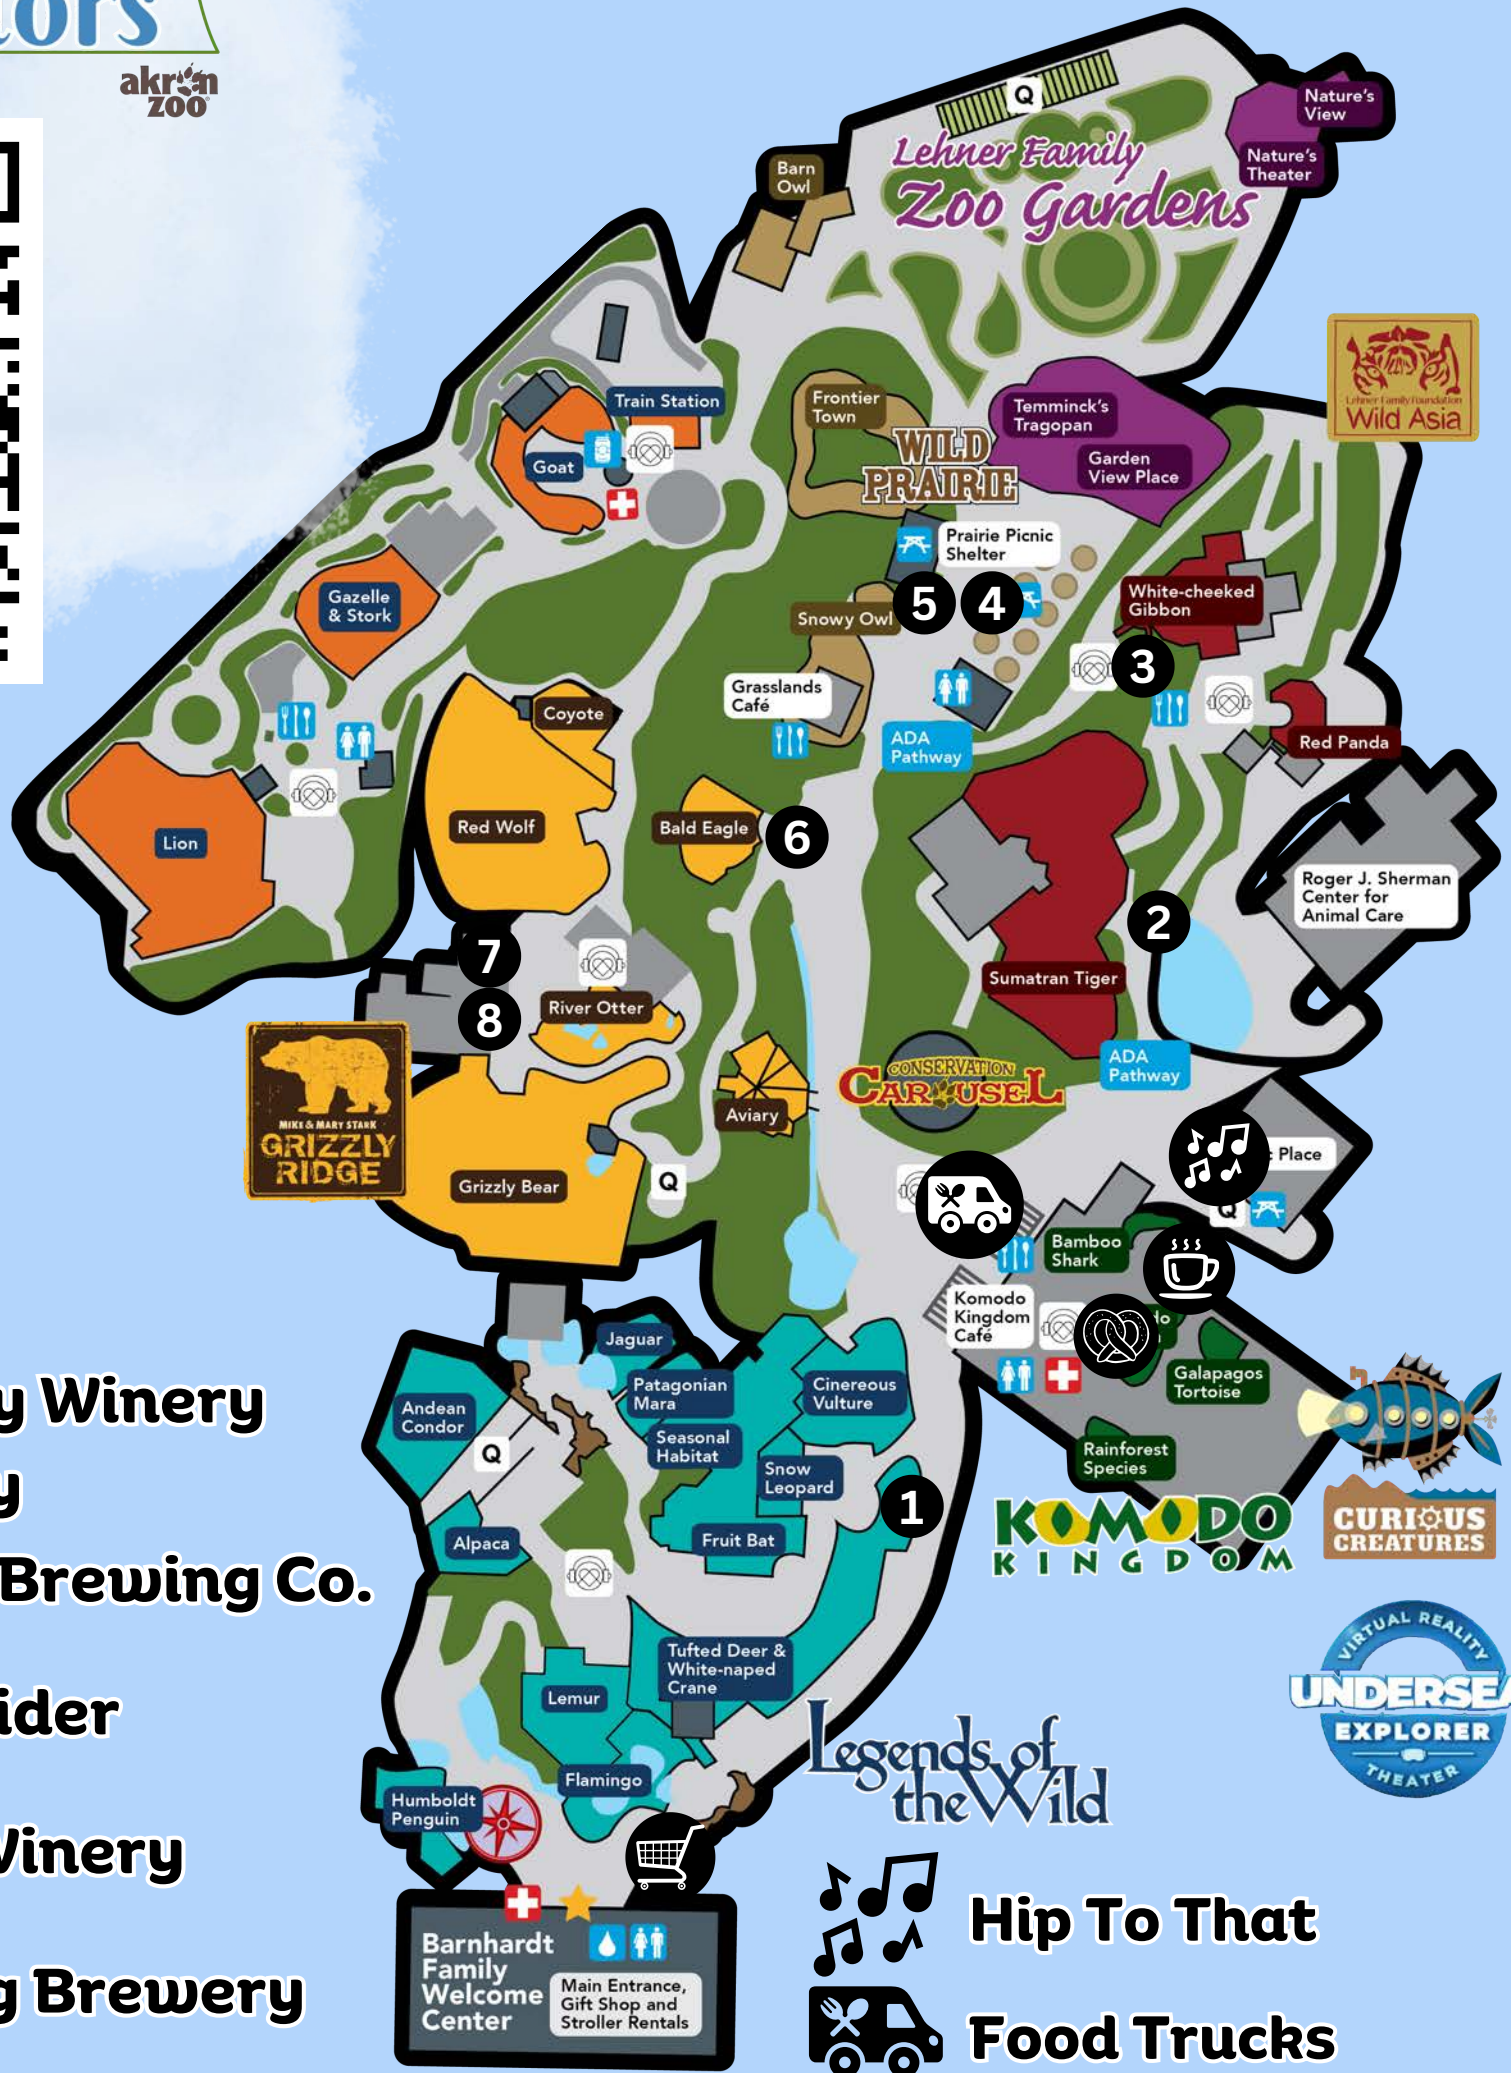 akron
zoo
Q
Nature's
View
Nature's
Theater
Lehner Family
Zoo Gardens
Barn
Owl
Lehner Family Foundation
Wild Asia
Train Station
Frontier
Town
Temminck's
Tragopan
Goat
WILD
PRAIRIE
Garden
View Place
Prairie Picnic
Shelter
Gazelle
& Stork
Snowy Owl
5
4
White-cheeked
Gibbon
3
Grasslands
Café
Coyote
ADA
Pathway
Red Panda
Red Wolf
Bald Eagle
6
Lion
Roger J. Sherman
Center for
Animal Care
2
7
Sumatran Tiger
8
River Otter
CONSERVATION
CAROUSEL
ADA
Pathway
Aviary
MIKE & MARY STARK
GRIZZLY
RIDGE
Grizzly Bear
Q
Place
Q
Bamboo
Shark
Komodo
Kingdom
Café
Jaguar
Patagonian
Mara
Cinereous
Vulture
Galapagos
Tortoise
Andean
Condor
Q
Seasonal
Habitat
Rainforest
Species
Snow
Leopard
1
KOMODO
KINGDOM
CURIOUS
CREATURES
Alpaca
Fruit Bat
Winery
Brewing Co.
VIRTUAL REALITY
UNDERSEA
EXPLORER
THEATER
Tufted Deer &
White-naped
Crane
Lemur
Legends of
the Wild
Flamingo
Humboldt
Penguin
Winery
Brewery
Barnhardt
Family
Welcome
Center
Main Entrance,
Gift Shop and
Stroller Rentals
Hip To That
Food Trucks